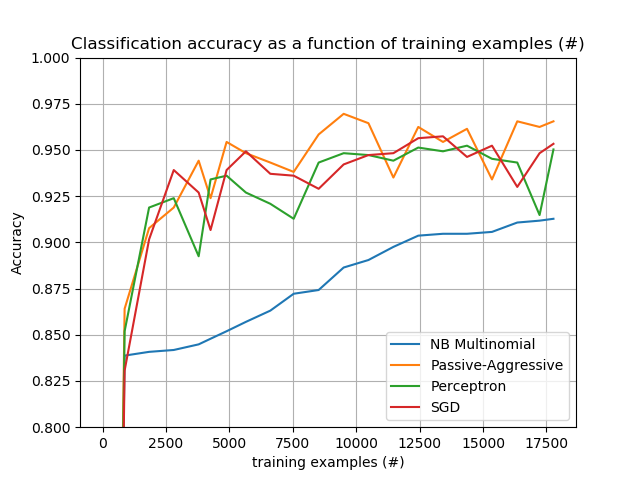 Classification accuracy as a function of training examples (#)
1.000
0.975
0.950
0.925
0.900
0.875
0.850
0.825
0.800
Accuracy
NB Multinomial
Passive-Aggressive
Perceptron
SGD
0 2500 5000 7500 10000 12500 15000 17500
training examples (#)